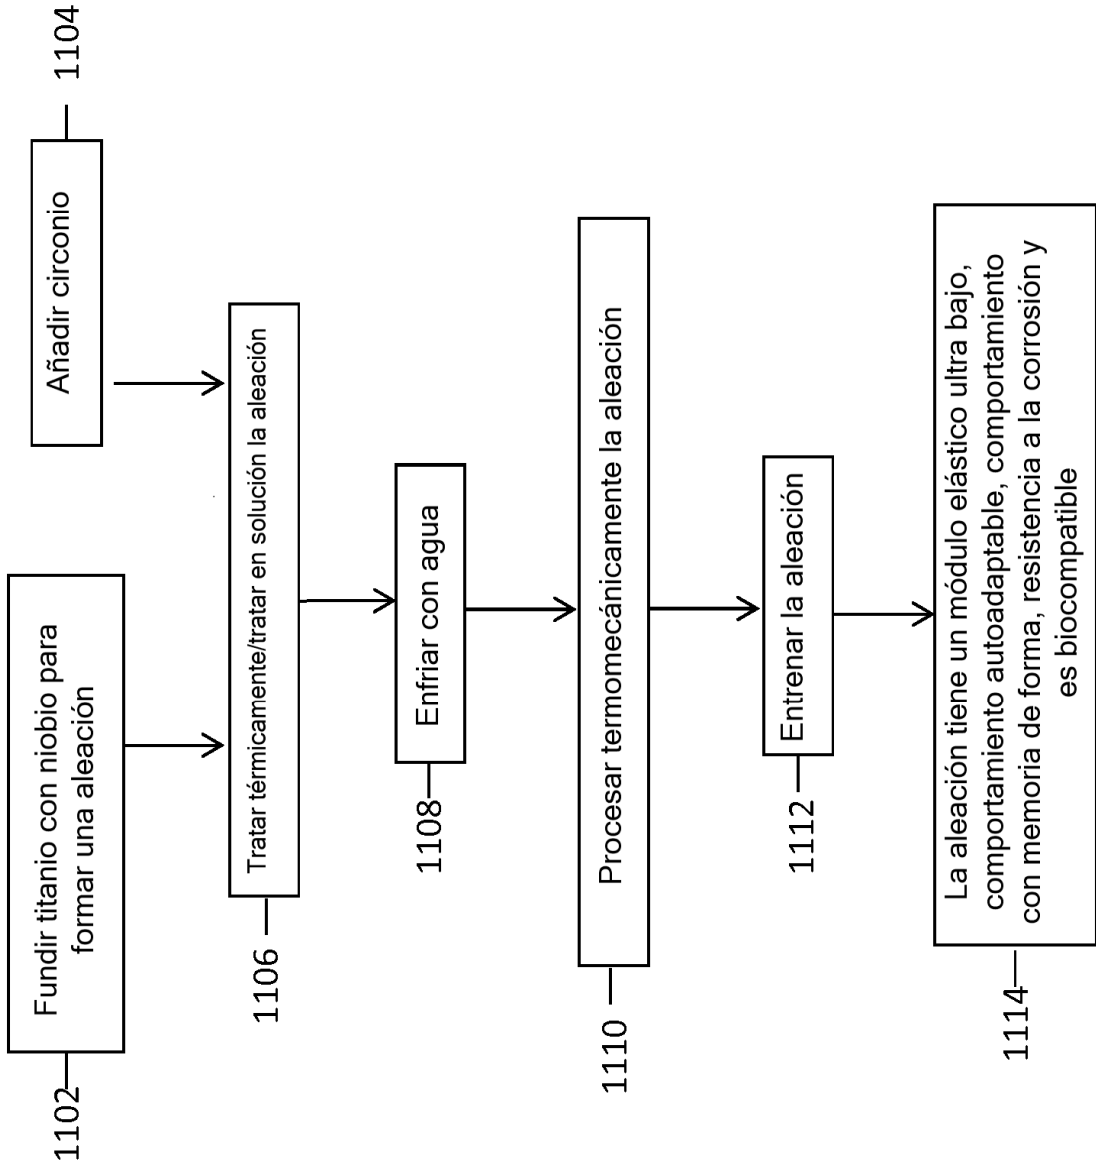 1102
Fundir titanio con niobio para
formar una aleación
Añadir circonio
1104
1106
Tratar térmicamente/tratar en solución la aleación
1108
Enfriar con agua
1110
Procesar termomecánicamente la aleación
1112
Entrenar la aleación
1114
La aleación tiene un módulo elástico ultra bajo,
comportamiento autoadaptable, comportamiento
con memoria de forma, resistencia a la corrosión y
es biocompatible